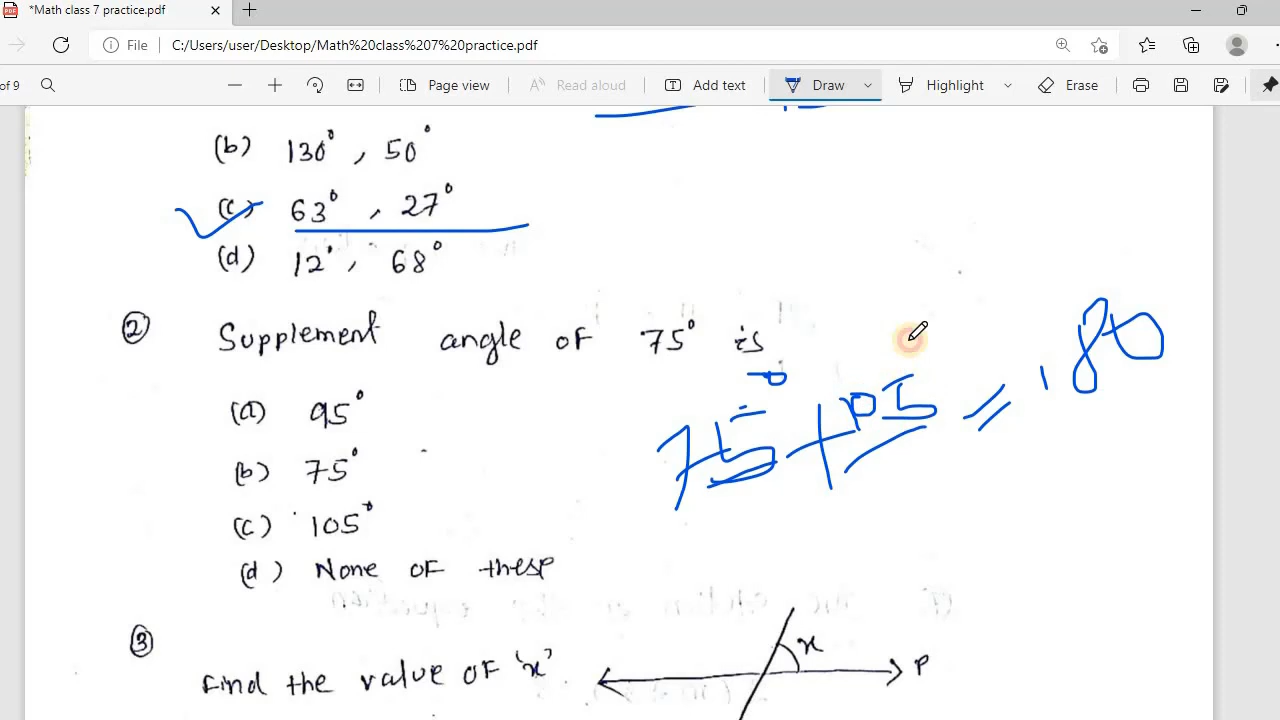 *Math class 7 practice.pdf
File C:/Users/user/Desktop/Math%20class%207%20practice.pdf
of 9 Page view Read aloud Add text Draw Highlight Erase
(b) 130°, 50°
(c) 63°, 27°
(d) 12°, 68°
② Supplement angle of 75° is
(a) 95°
(b) 75°
(c) 105°
(d) None of these
75 + = 180
③
Find the value of 'x'.
x
P